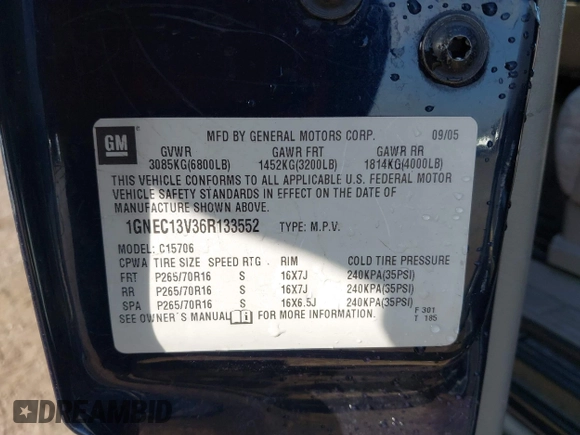 GM
MFD BY GENERAL MOTORS CORP. 09/05
GVWR GAWR FRT GAWR RR
3085KG(6800LB) 1452KG(3200LB) 1814KG(4000LB)
THIS VEHICLE CONFORMS TO ALL APPLICABLE U.S. FEDERAL MOTOR
VEHICLE SAFETY STANDARDS IN EFFECT ON THE DATE OF
MANUFACTURE SHOWN ABOVE.
1GNEC13V36R133552 TYPE: M.P.V.
MODEL: C15706
CPWA TIRE SIZE SPEED RTG RIM COLD TIRE PRESSURE
FRT P265/70R16 S 16X7J 240KPA(35PSI)
RR P265/70R16 S 16X7J 240KPA(35PSI)
SPA P265/70R16 S 16X6.5J 240KPA(35PSI)
SEE OWNER'S MANUAL FOR MORE INFORMATION.
F 301
T 185
DREAMBID